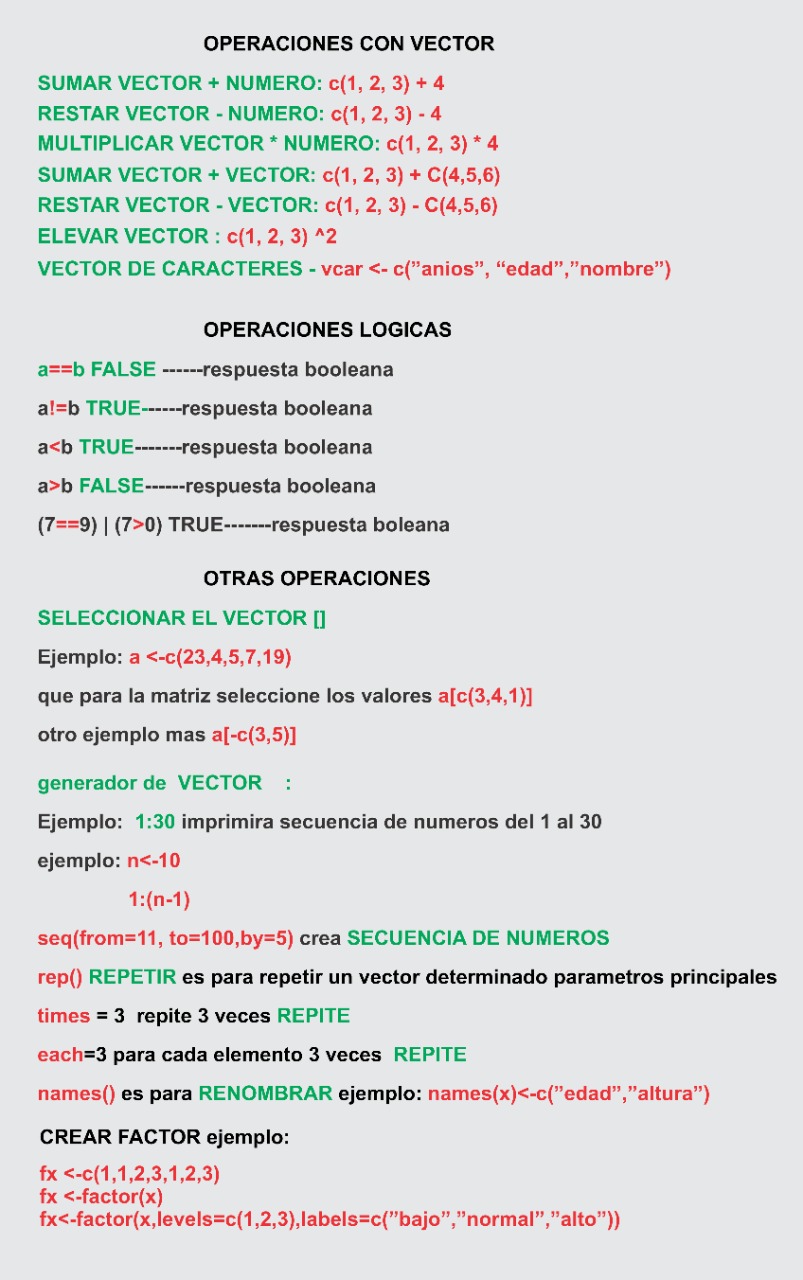 OPERACIONES CON VECTOR
SUMAR VECTOR + NUMERO: c(1, 2, 3) + 4
RESTAR VECTOR - NUMERO: c(1, 2, 3) - 4
MULTIPLICAR VECTOR * NUMERO: c(1, 2, 3) * 4
SUMAR VECTOR + VECTOR: c(1, 2, 3) + C(4,5,6)
RESTAR VECTOR - VECTOR: c(1, 2, 3) - C(4,5,6)
ELEVAR VECTOR : c(1, 2, 3) ^2
VECTOR DE CARACTERES - vcar <- c(”anios”, “edad”,”nombre”)
OPERACIONES LOGICAS
a==b FALSE ------respuesta booleana
a!=b TRUE------respuesta booleana
a<b TRUE-------respuesta booleana
a>b FALSE------respuesta booleana
(7==9) | (7>0) TRUE-------respuesta boleana
OTRAS OPERACIONES
SELECCIONAR EL VECTOR []
Ejemplo: a <-c(23,4,5,7,19)
que para la matriz seleccione los valores a[c(3,4,1)]
otro ejemplo mas a[-c(3,5)]
generador de VECTOR :
Ejemplo: 1:30 imprimira secuencia de numeros del 1 al 30
ejemplo: n<-10
1:(n-1)
seq(from=11, to=100,by=5) crea SECUENCIA DE NUMEROS
rep() REPETIR es para repetir un vector determinado parametros principales
times = 3 repite 3 veces REPITE
each=3 para cada elemento 3 veces REPITE
names() es para RENOMBRAR ejemplo: names(x)<-c(”edad”,”altura”)
CREAR FACTOR ejemplo:
fx <-c(1,1,2,3,1,2,3)
fx <-factor(x)
fx<-factor(x,levels=c(1,2,3),labels=c(”bajo”,”normal”,”alto”))